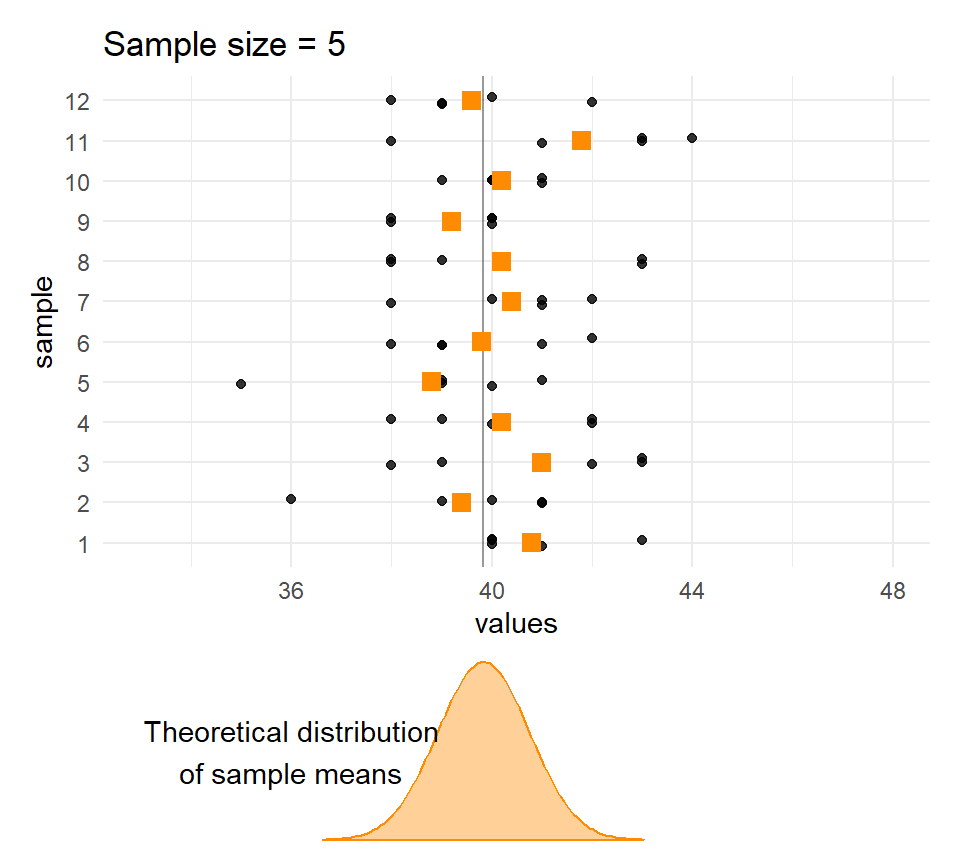 Sample size = 5
sample
12
11
10
9
8
7
6
5
4
3
2
1
36 40 44 48
values
Theoretical distribution
of sample means